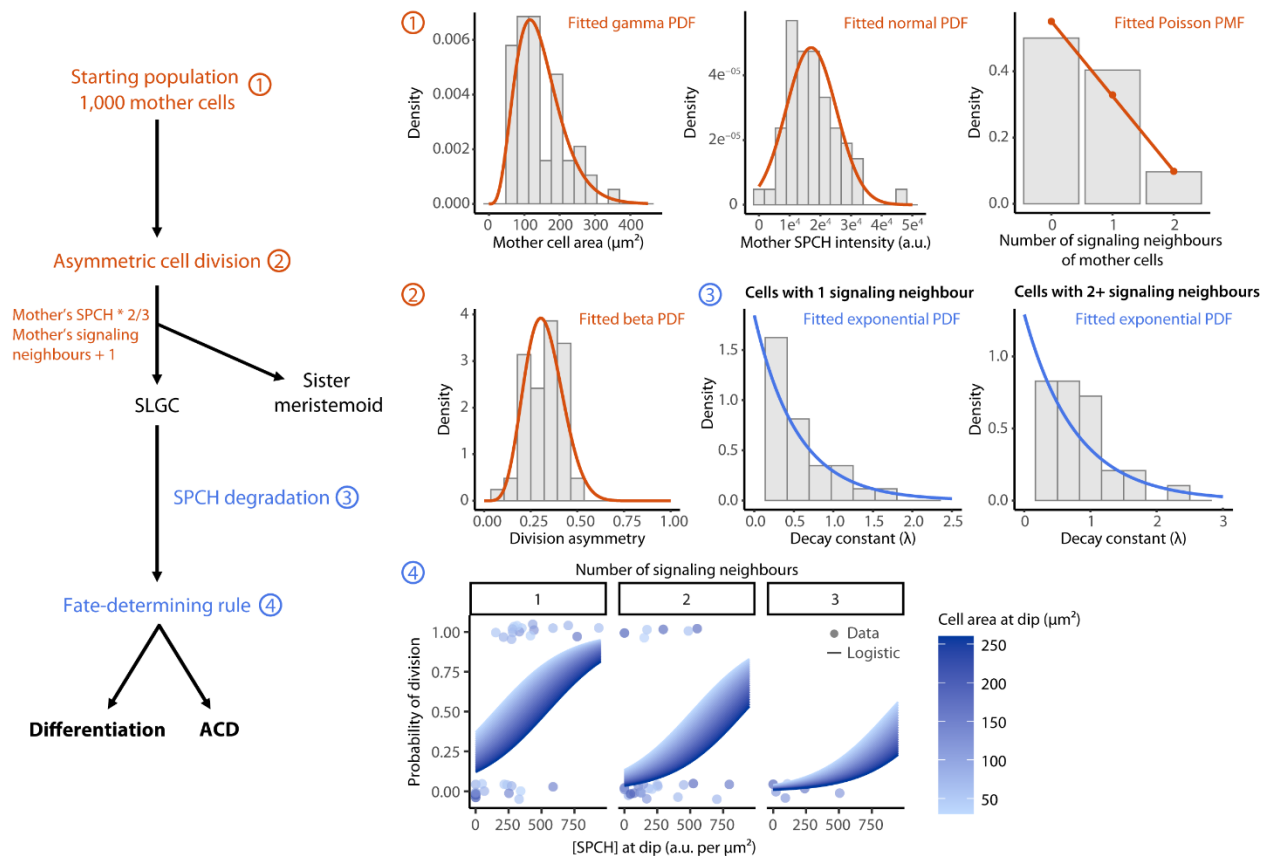 Starting population
1,000 mother cells
1
Asymmetric cell division 2
Mother's SPCH * 2/3
Mother's signaling
neighbours + 1
SLGC
Sister
meristemoid
SPCH degradation 3
Fate-determining rule 4
Differentiation
ACD
1
Fitted gamma PDF
Density
0.006
0.004
0.002
0.000
0 100 200 300 400
Mother cell area (µm²)
Fitted normal PDF
Density
4e⁻⁰⁵
2e⁻⁰⁵
0
0 1e⁴ 2e⁴ 3e⁴ 4e⁴ 5e⁴
Mother SPCH intensity (a.u.)
Fitted Poisson PMF
Density
0.4
0.2
0.0
0 1 2
Number of signaling neighbours
of mother cells
2
Fitted beta PDF
Density
4
3
2
1
0
0.00 0.25 0.50 0.75 1.00
Division asymmetry
3
Cells with 1 signaling neighbour
Fitted exponential PDF
Density
1.5
1.0
0.5
0.0
0.0 0.5 1.0 1.5 2.0 2.5
Decay constant (λ)
Cells with 2+ signaling neighbours
Fitted exponential PDF
Density
1.0
0.5
0.0
0 1 2 3
Decay constant (λ)
4
Number of signaling neighbours
1 2 3
Probability of division
1.00
0.75
0.50
0.25
0.00
Data
Logistic
0 250 500 750 0 250 500 750 0 250 500 750
[SPCH] at dip (a.u. per µm²)
Cell area at dip (µm²)
250
200
150
100
50